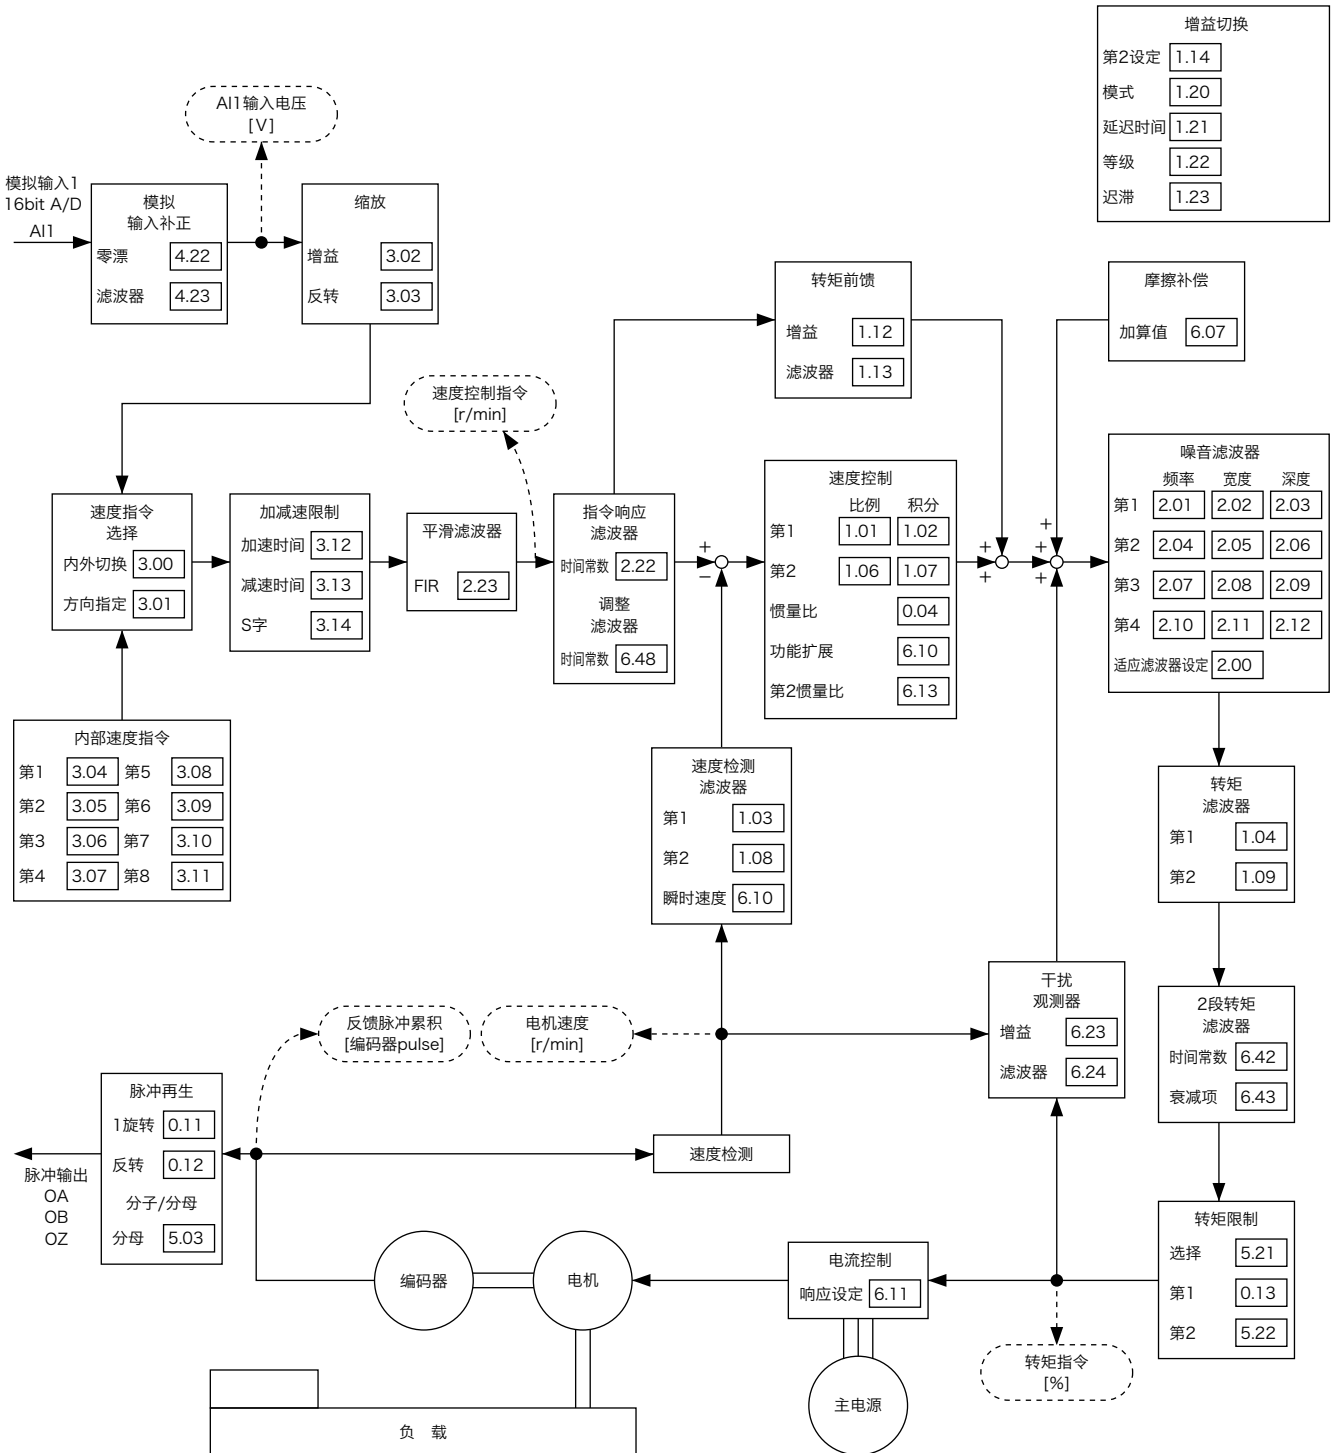 增益切换
第2设定 1.14
模式 1.20
延迟时间 1.21
等级 1.22
迟滞 1.23
AI1输入电压
[V]
模拟输入1
16bit A/D
AI1
模拟
输入补正
零漂 4.22
滤波器 4.23
缩放
增益 3.02
反转 3.03
转矩前馈
增益 1.12
滤波器 1.13
摩擦补偿
加算值 6.07
速度控制指令
[r/min]
速度指令
选择
内外切换 3.00
方向指定 3.01
加减速限制
加速时间 3.12
减速时间 3.13
S字 3.14
平滑滤波器
FIR 2.23
指令响应
滤波器
时间常数 2.22
调整
滤波器
时间常数 6.48
+
−
速度控制
比例 积分
第1 1.01 1.02
第2 1.06 1.07
惯量比 0.04
功能扩展 6.10
第2惯量比 6.13
+
+
+
+
+
噪音滤波器
频率 宽度 深度
第1 2.01 2.02 2.03
第2 2.04 2.05 2.06
第3 2.07 2.08 2.09
第4 2.10 2.11 2.12
适应滤波器设定 2.00
内部速度指令
第1 3.04 第5 3.08
第2 3.05 第6 3.09
第3 3.06 第7 3.10
第4 3.07 第8 3.11
速度检测
滤波器
第1 1.03
第2 1.08
瞬时速度 6.10
转矩
滤波器
第1 1.04
第2 1.09
干扰
观测器
增益 6.23
滤波器 6.24
2段转矩
滤波器
时间常数 6.42
衰减项 6.43
反馈脉冲累积
[编码器pulse]
电机速度
[r/min]
脉冲再生
1旋转 0.11
反转 0.12
分子/分母
分母 5.03
脉冲输出
OA
OB
OZ
速度检测
转矩限制
选择 5.21
第1 0.13
第2 5.22
编码器
电机
电流控制
响应设定 6.11
转矩指令
[%]
主电源
负 载